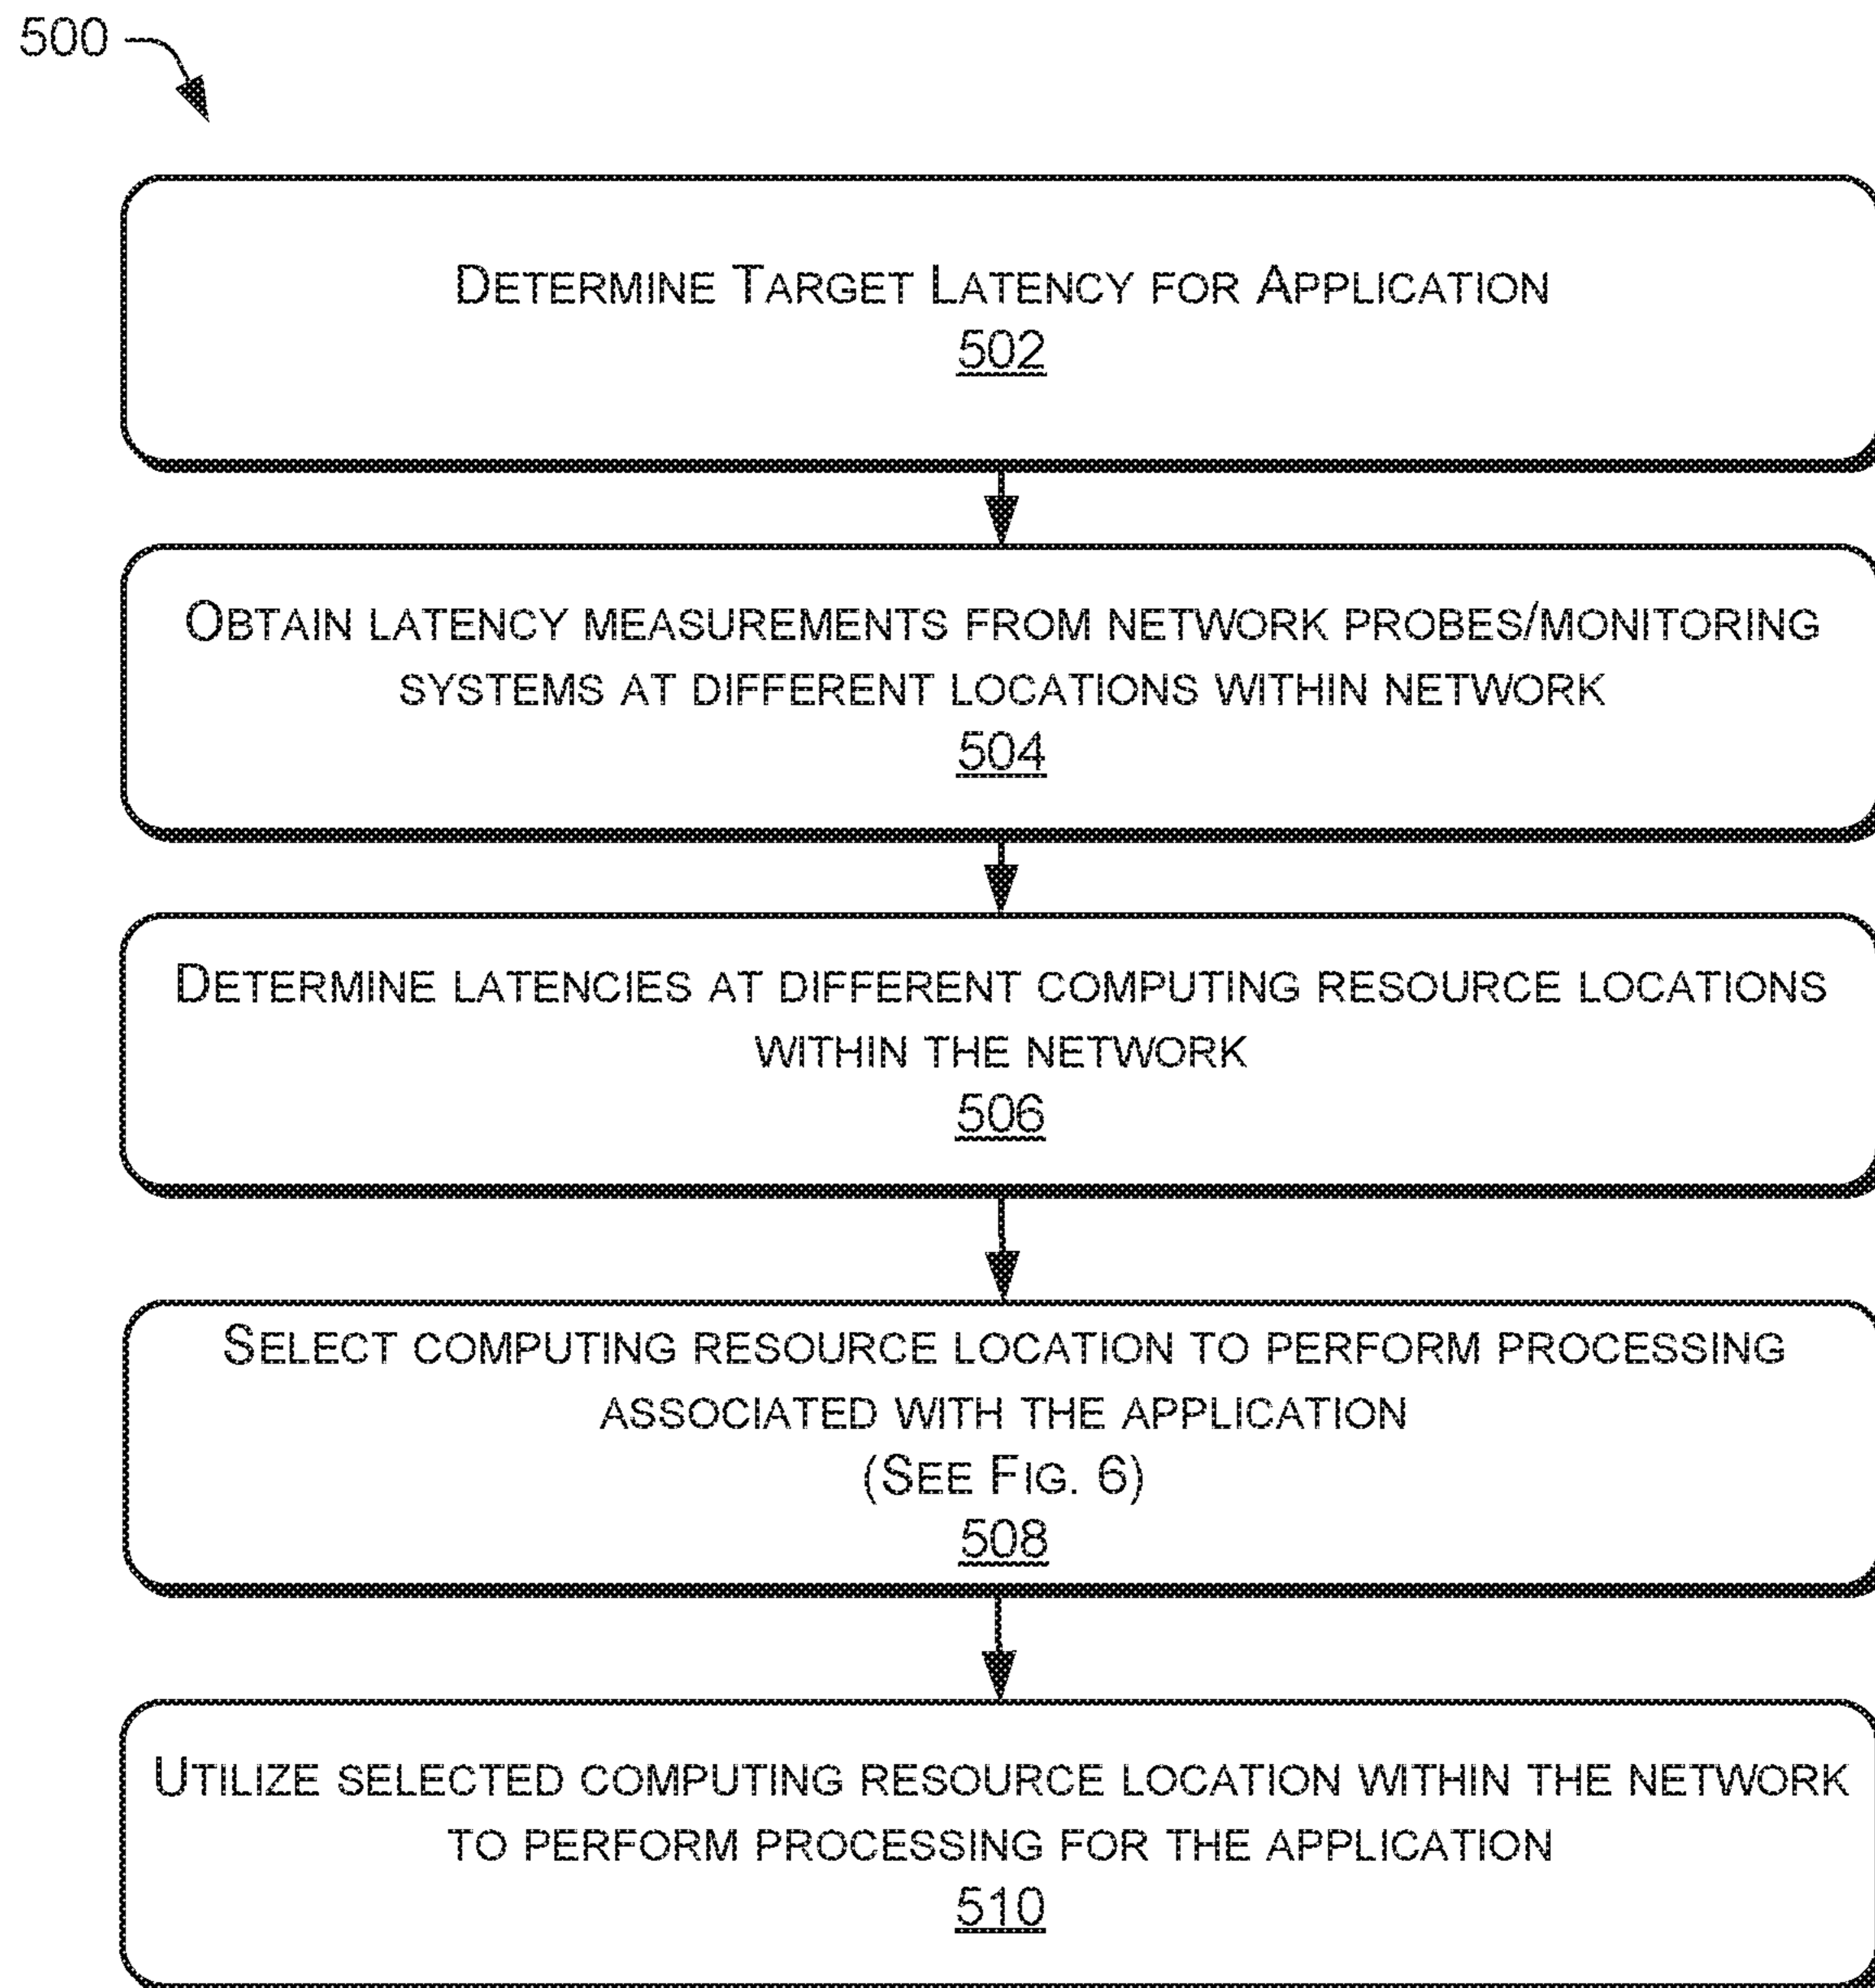 500
DETERMINE TARGET LATENCY FOR APPLICATION
502
OBTAIN LATENCY MEASUREMENTS FROM NETWORK PROBES/MONITORING
SYSTEMS AT DIFFERENT LOCATIONS WITHIN NETWORK
504
DETERMINE LATENCIES AT DIFFERENT COMPUTING RESOURCE LOCATIONS
WITHIN THE NETWORK
506
SELECT COMPUTING RESOURCE LOCATION TO PERFORM PROCESSING
ASSOCIATED WITH THE APPLICATION
(SEE FIG. 6)
508
UTILIZE SELECTED COMPUTING RESOURCE LOCATION WITHIN THE NETWORK
TO PERFORM PROCESSING FOR THE APPLICATION
510